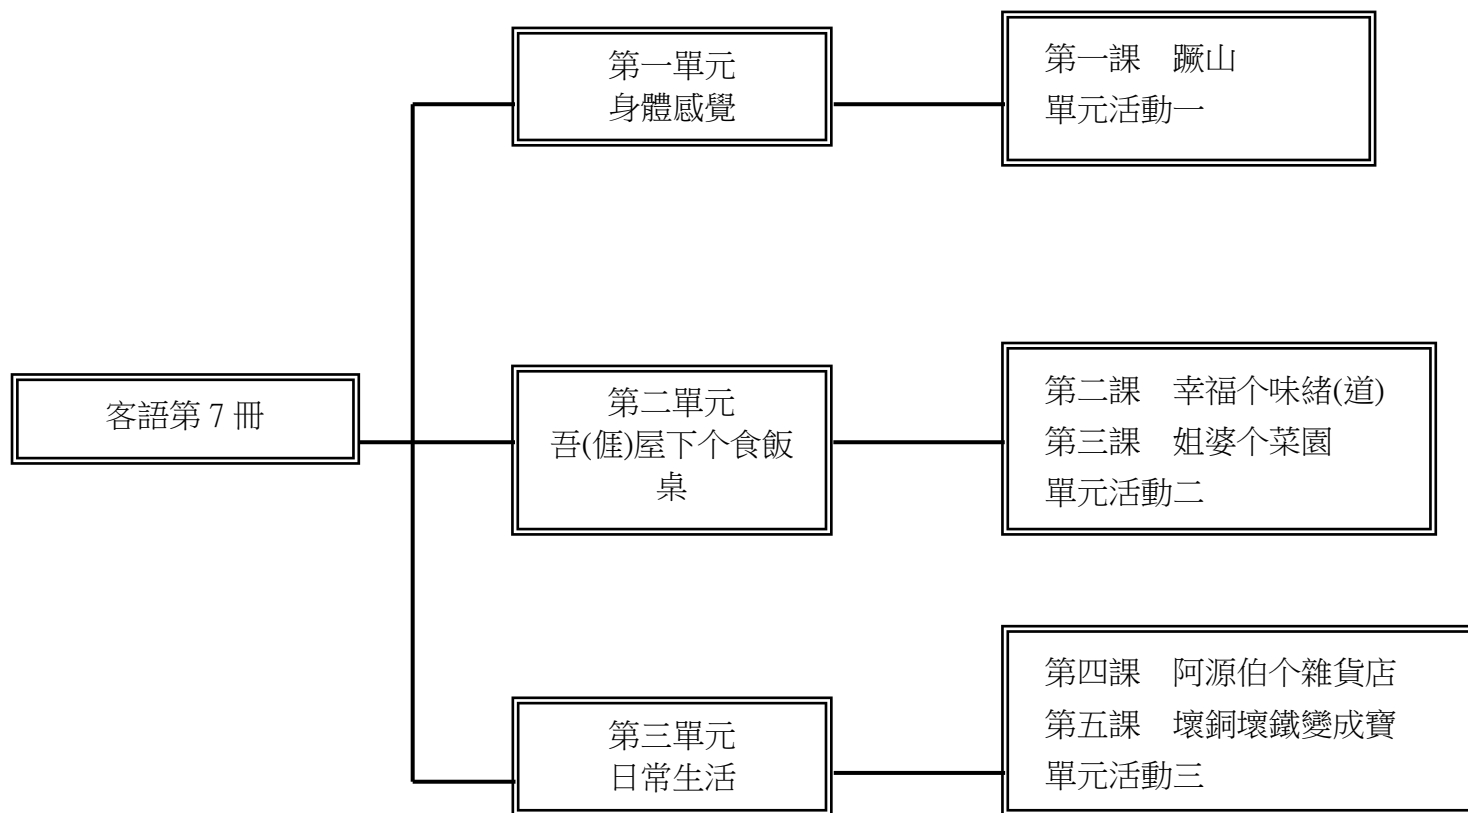 第一單元
身體感覺
第一課　蹶山
單元活動一
客語第 7 冊
第二單元
吾(𠊎)屋下个食飯
桌
第二課　幸福个味緒(道)
第三課　姐婆个菜園
單元活動二
第三單元
日常生活
第四課　阿源伯个雜貨店
第五課　壞銅壞鐵變成寶
單元活動三